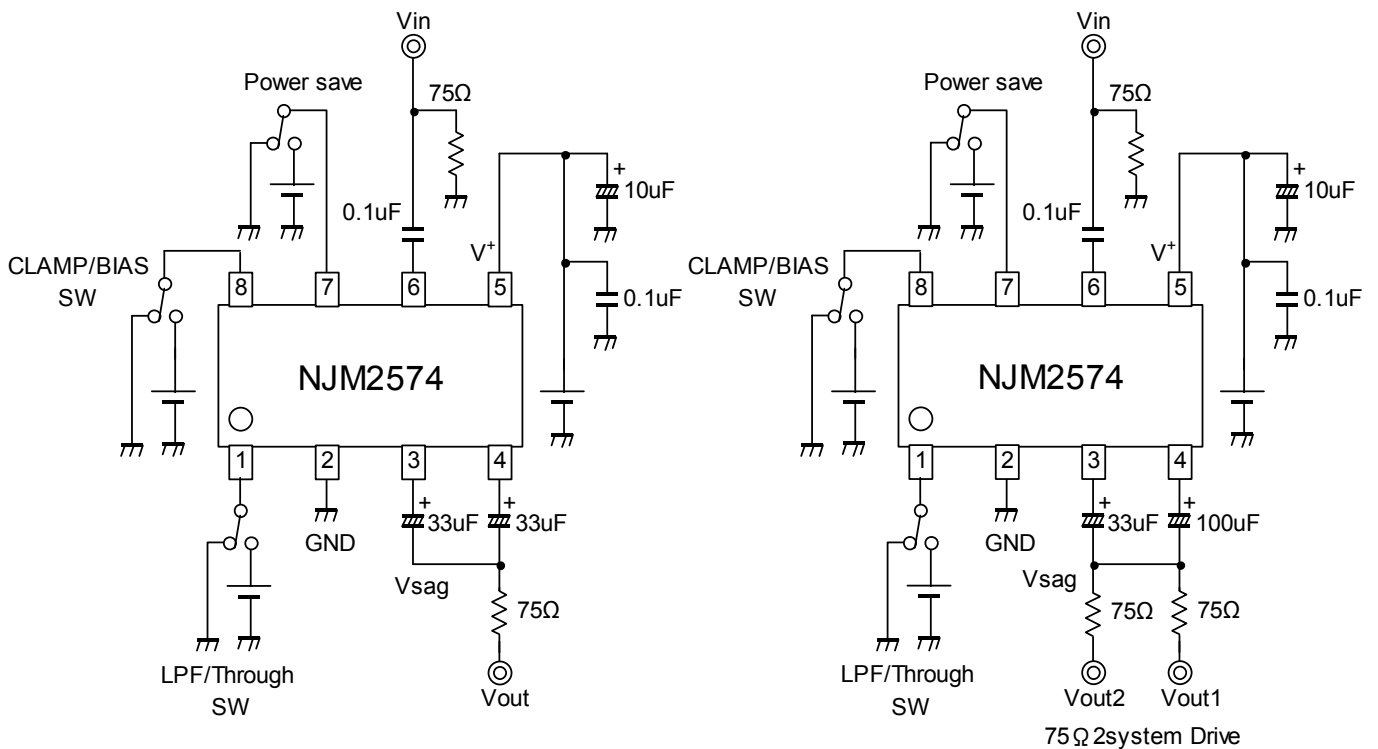 Vin
Power save
75Ω
+
10uF
0.1uF
V+
CLAMP/BIAS
SW
8
7
6
5
0.1uF
NJM2574
1
2
3
4
+
+
33uF
33uF
GND
Vsag
75Ω
LPF/Through
SW
Vout
Vin
Power save
75Ω
+
10uF
0.1uF
V+
CLAMP/BIAS
SW
8
7
6
5
0.1uF
NJM2574
1
2
3
4
+
+
33uF
100uF
GND
Vsag
75Ω
75Ω
LPF/Through
SW
Vout2
Vout1
75Ω 2system Drive